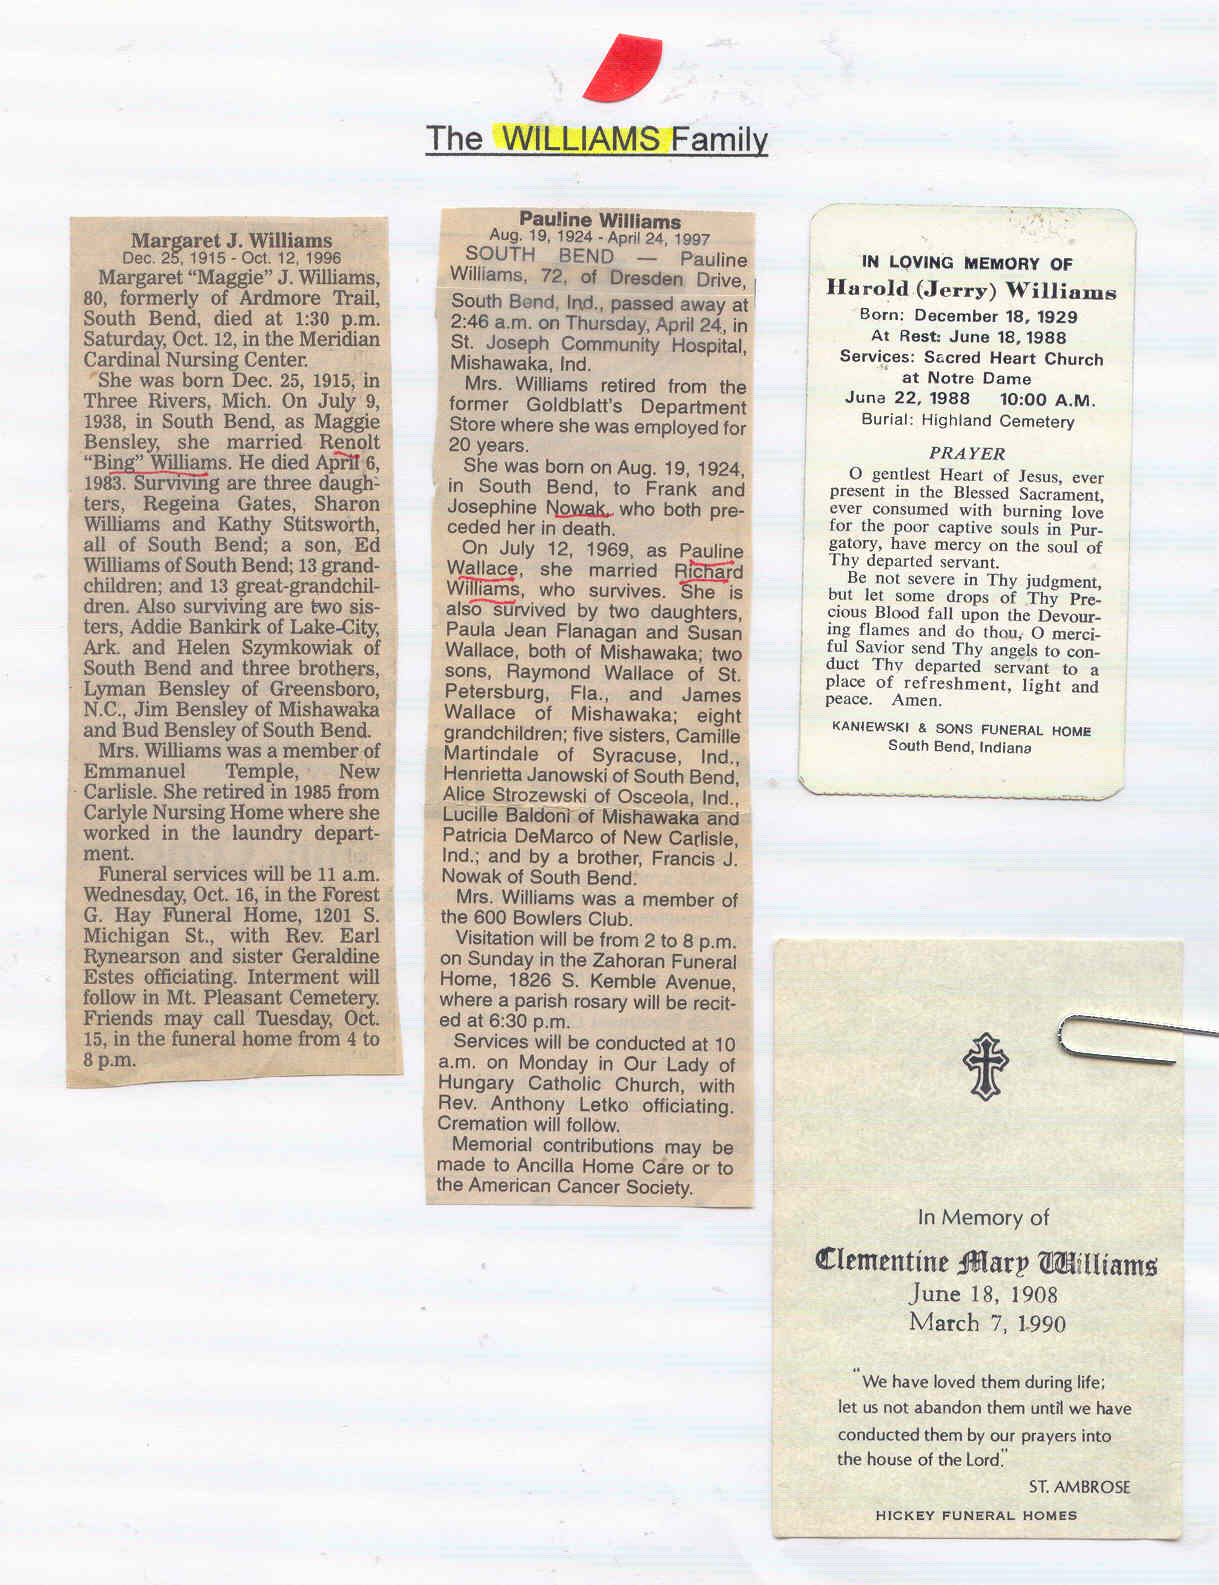 The WILLIAMS Family
Margaret J. Williams
Dec. 25, 1915 - Oct. 12, 1996
Margaret “Maggie” J. Williams,
80, formerly of Ardmore Trail,
South Bend, died at 1:30 p.m.
Saturday, Oct. 12, in the Meridian
Cardinal Nursing Center.
She was born Dec. 25, 1915, in
Three Rivers, Mich. On July 9,
1938, in South Bend, as Maggie
Bensley, she married Renolt
“Bing” Williams. He died April 6,
1983. Surviving are three daugh-
ters, Regeina Gates, Sharon
Williams and Kathy Stitsworth,
all of South Bend; a son, Ed
Williams of South Bend; 13 grand-
children; and 13 great-grandchil-
dren. Also surviving are two sis-
ters, Addie Bankirk of Lake-City,
Ark. and Helen Szymkowiak of
South Bend and three brothers,
Lyman Bensley of Greensboro,
N.C., Jim Bensley of Mishawaka
and Bud Bensley of South Bend.
Mrs. Williams was a member of
Emmanuel Temple, New
Carlisle. She retired in 1985 from
Carlyle Nursing Home where she
worked in the laundry depart-
ment.
Funeral services will be 11 a.m.
Wednesday, Oct. 16, in the Forest
G. Hay Funeral Home, 1201 S.
Michigan St., with Rev. Earl
Rynearson and sister Geraldine
Estes officiating. Interment will
follow in Mt. Pleasant Cemetery.
Friends may call Tuesday, Oct.
15, in the funeral home from 4 to
8 p.m.
Pauline Williams
Aug. 19, 1924 - April 24, 1997
SOUTH BEND — Pauline
Williams, 72, of Dresden Drive,
South Bend, Ind., passed away at
2:46 a.m. on Thursday, April 24, in
St. Joseph Community Hospital,
Mishawaka, Ind.
Mrs. Williams retired from the
former Goldblatt's Department
Store where she was employed for
20 years.
She was born on Aug. 19, 1924,
in South Bend, to Frank and
Josephine Nowak, who both pre-
ceded her in death.
On July 12, 1969, as Pauline
Wallace, she married Richard
Williams, who survives. She is
also survived by two daughters,
Paula Jean Flanagan and Susan
Wallace, both of Mishawaka; two
sons, Raymond Wallace of St.
Petersburg, Fla., and James
Wallace of Mishawaka; eight
grandchildren; five sisters, Camille
Martindale of Syracuse, Ind.,
Henrietta Janowski of South Bend,
Alice Strozewski of Osceola, Ind.,
Lucille Baldoni of Mishawaka and
Patricia DeMarco of New Carlisle,
Ind.; and by a brother, Francis J.
Nowak of South Bend.
Mrs. Williams was a member of
the 600 Bowlers Club.
Visitation will be from 2 to 8 p.m.
on Sunday in the Zahoran Funeral
Home, 1826 S. Kemble Avenue,
where a parish rosary will be recit-
ed at 6:30 p.m.
Services will be conducted at 10
a.m. on Monday in Our Lady of
Hungary Catholic Church, with
Rev. Anthony Letko officiating.
Cremation will follow.
Memorial contributions may be
made to Ancilla Home Care or to
the American Cancer Society.
IN LOVING MEMORY OF
Harold (Jerry) Williams
Born: December 18, 1929
At Rest: June 18, 1988
Services: Sacred Heart Church
at Notre Dame
June 22, 1988 10:00 A.M.
Burial: Highland Cemetery
PRAYER
O gentlest Heart of Jesus, ever
present in the Blessed Sacrament,
ever consumed with burning love
for the poor captive souls in Pur-
gatory, have mercy on the soul of
Thy departed servant.
Be not severe in Thy judgment,
but let some drops of Thy Pre-
cious Blood fall upon the Devour-
ing flames and do thou, O merci-
ful Savior send Thy angels to con-
duct Thy departed servant to a
place of refreshment, light and
peace. Amen.
KANIEWSKI & SONS FUNERAL HOME
South Bend, Indiana
In Memory of
Clementine Mary Williams
June 18, 1908
March 7, 1990
“We have loved them during life;
let us not abandon them until we have
conducted them by our prayers into
the house of the Lord.”
ST. AMBROSE
HICKEY FUNERAL HOMES